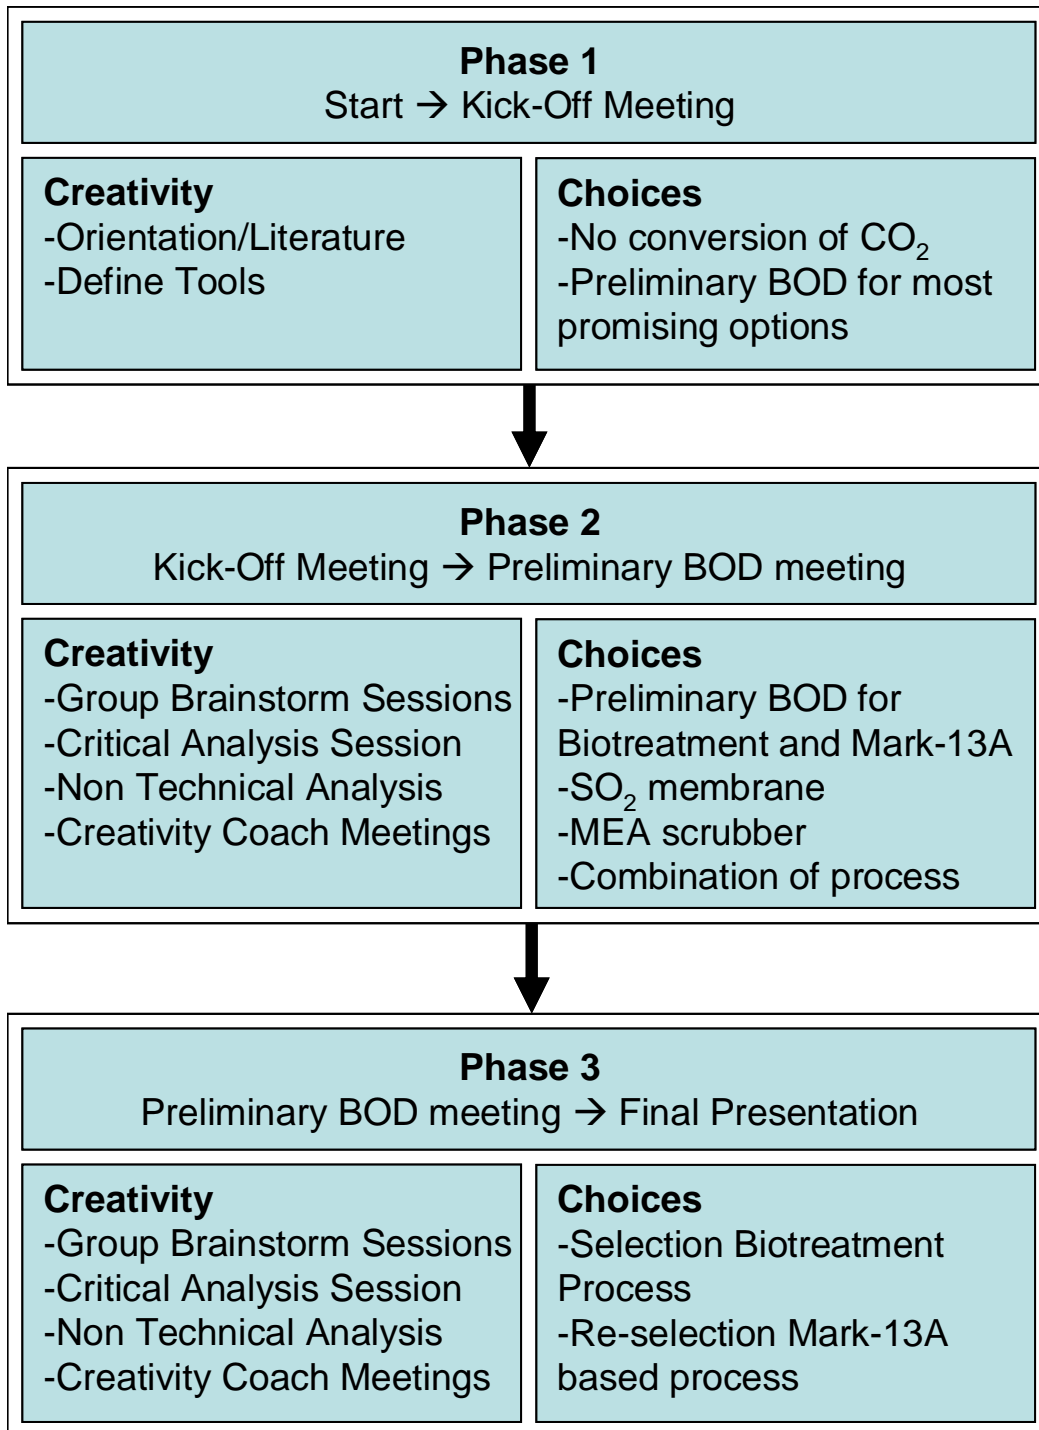 Phase 1
Start → Kick-Off Meeting
Creativity
-Orientation/Literature
-Define Tools
Choices
-No conversion of CO₂
-Preliminary BOD for most
promising options
Phase 2
Kick-Off Meeting → Preliminary BOD meeting
Creativity
-Group Brainstorm Sessions
-Critical Analysis Session
-Non Technical Analysis
-Creativity Coach Meetings
Choices
-Preliminary BOD for
Biotreatment and Mark-13A
-SO₂ membrane
-MEA scrubber
-Combination of process
Phase 3
Preliminary BOD meeting → Final Presentation
Creativity
-Group Brainstorm Sessions
-Critical Analysis Session
-Non Technical Analysis
-Creativity Coach Meetings
Choices
-Selection Biotreatment
Process
-Re-selection Mark-13A
based process